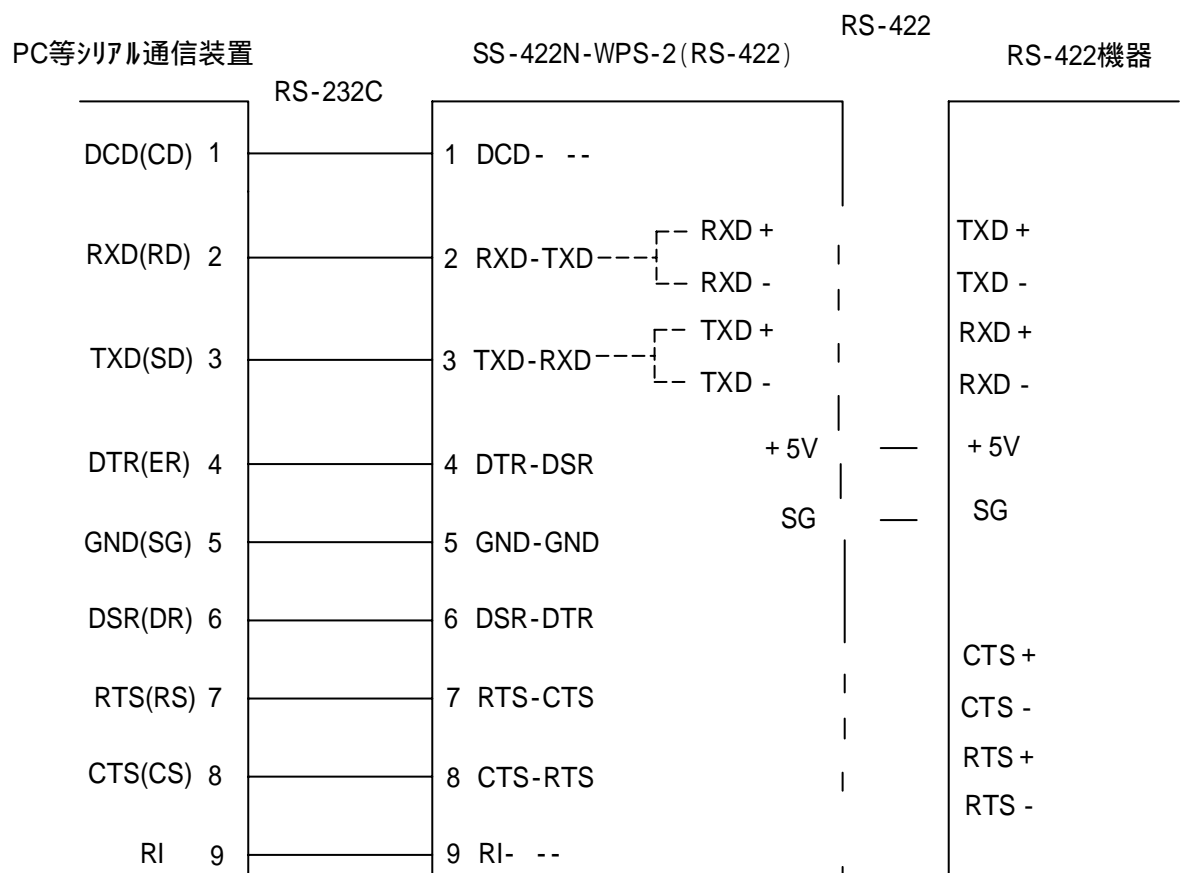 RS-422
PC等ｼﾘｱﾙ通信装置 SS-422N-WPS-2(RS-422) RS-422機器
RS-232C
DCD(CD) 1 1 DCD- --
RXD + TXD +
RXD(RD) 2 2 RXD-TXD
RXD - TXD -
TXD + RXD +
TXD(SD) 3 3 TXD-RXD
TXD - RXD -
+5V +5V
DTR(ER) 4 4 DTR-DSR
SG SG
GND(SG) 5 5 GND-GND
DSR(DR) 6 6 DSR-DTR
CTS +
RTS(RS) 7 7 RTS-CTS
CTS -
RTS +
CTS(CS) 8 8 CTS-RTS
RTS -
RI 9 9 RI- --